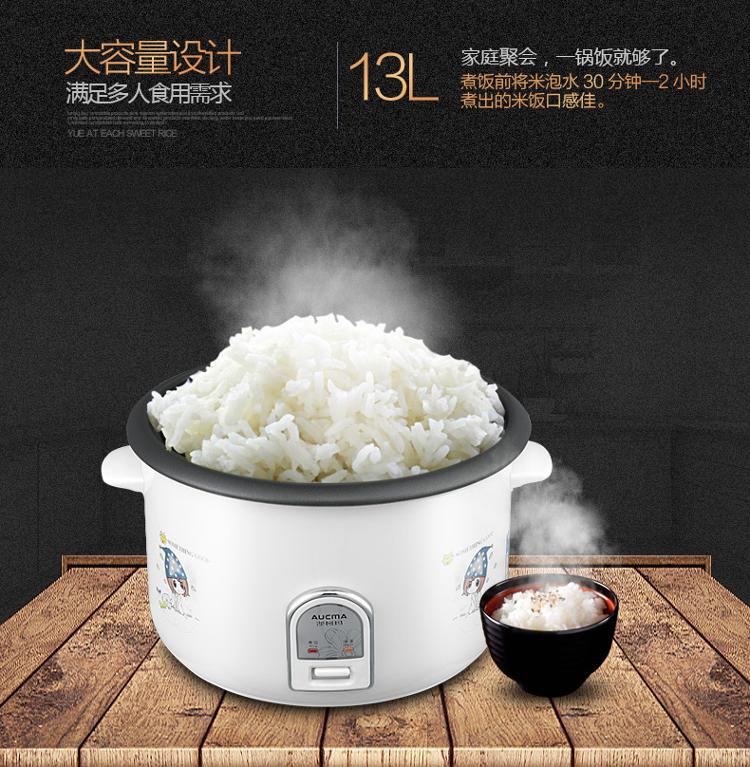 大容量设计
满足多人食用需求
YUE AT EACH SWEET RICE
13L
家庭聚会，一锅饭就够了。
煮饭前将米泡水 30 分钟—2 小时
煮出的米饭口感佳。
AUCMA
澳柯玛